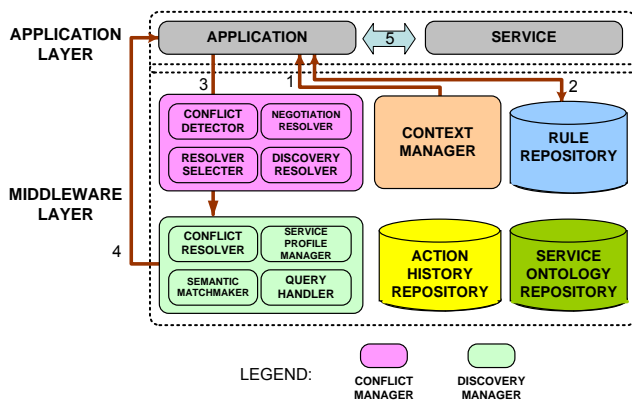 APPLICATION
LAYER
APPLICATION
5
SERVICE
3
1
2
CONFLICT
DETECTOR
NEGOTIATION
RESOLVER
RESOLVER
SELECTER
DISCOVERY
RESOLVER
CONTEXT
MANAGER
RULE
REPOSITORY
MIDDLEWARE
LAYER
4
CONFLICT
RESOLVER
SERVICE
PROFILE
MANAGER
SEMANTIC
MATCHMAKER
QUERY
HANDLER
ACTION
HISTORY
REPOSITORY
SERVICE
ONTOLOGY
REPOSITORY
LEGEND:
CONFLICT
MANAGER
DISCOVERY
MANAGER